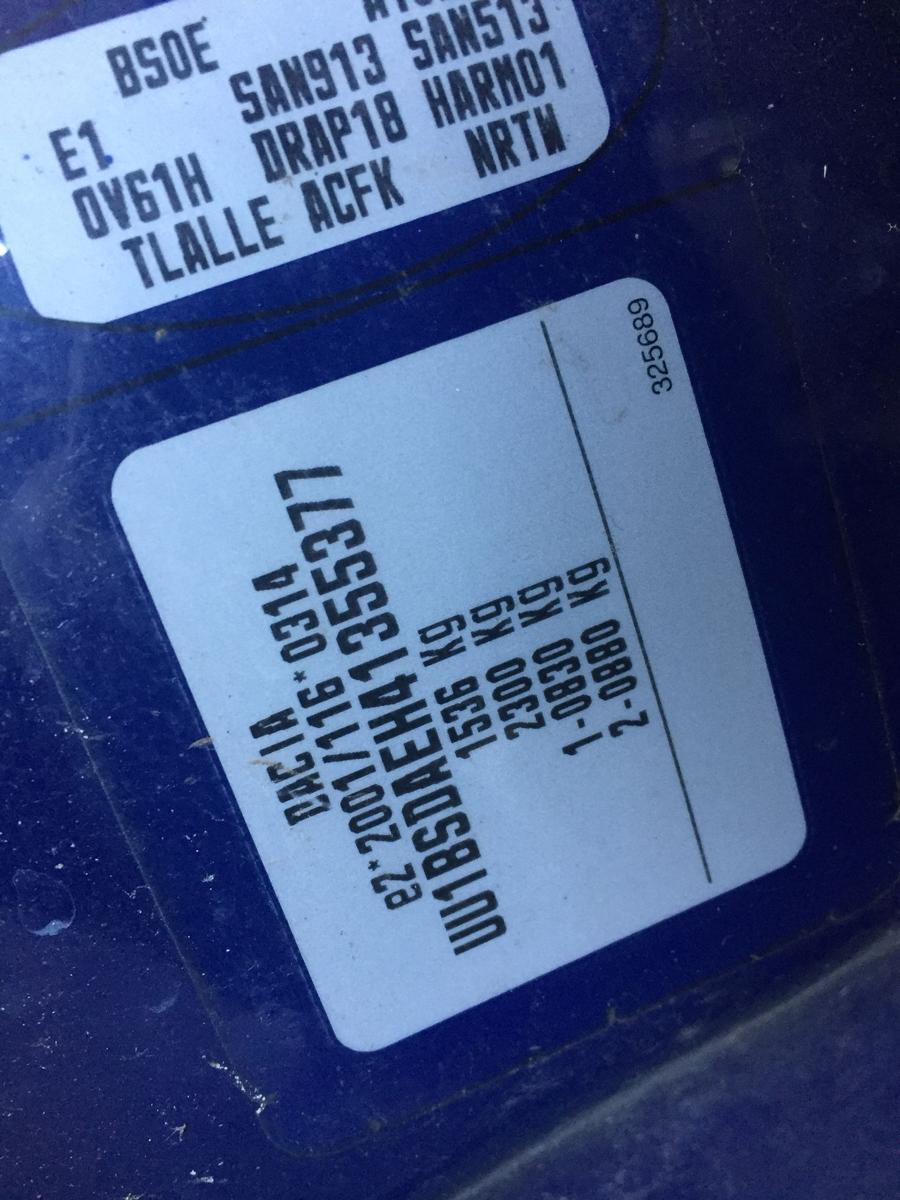 BS0E
E1 SAN913 SAN513
0V61H DRAP18 HARM01
TLALLE ACFK NRTW
DACIA
e2*2001/116*0314
UU1BSDAEH41355377
1536 Kg
2300 Kg
1-0830 Kg
2-0880 Kg
325689